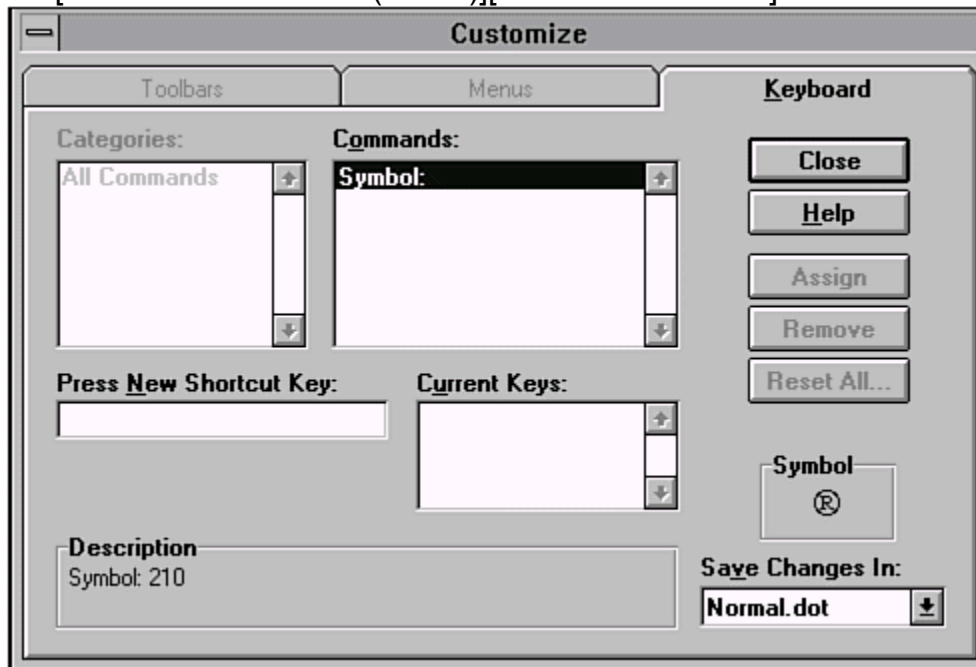 Customize
Toolbars Menus Keyboard
Categories: Commands:
All Commands Symbol:
Close
Help
Assign
Remove
Reset All...
Press New Shortcut Key: Current Keys:
Symbol
®
Description
Symbol: 210
Save Changes In:
Normal.dot